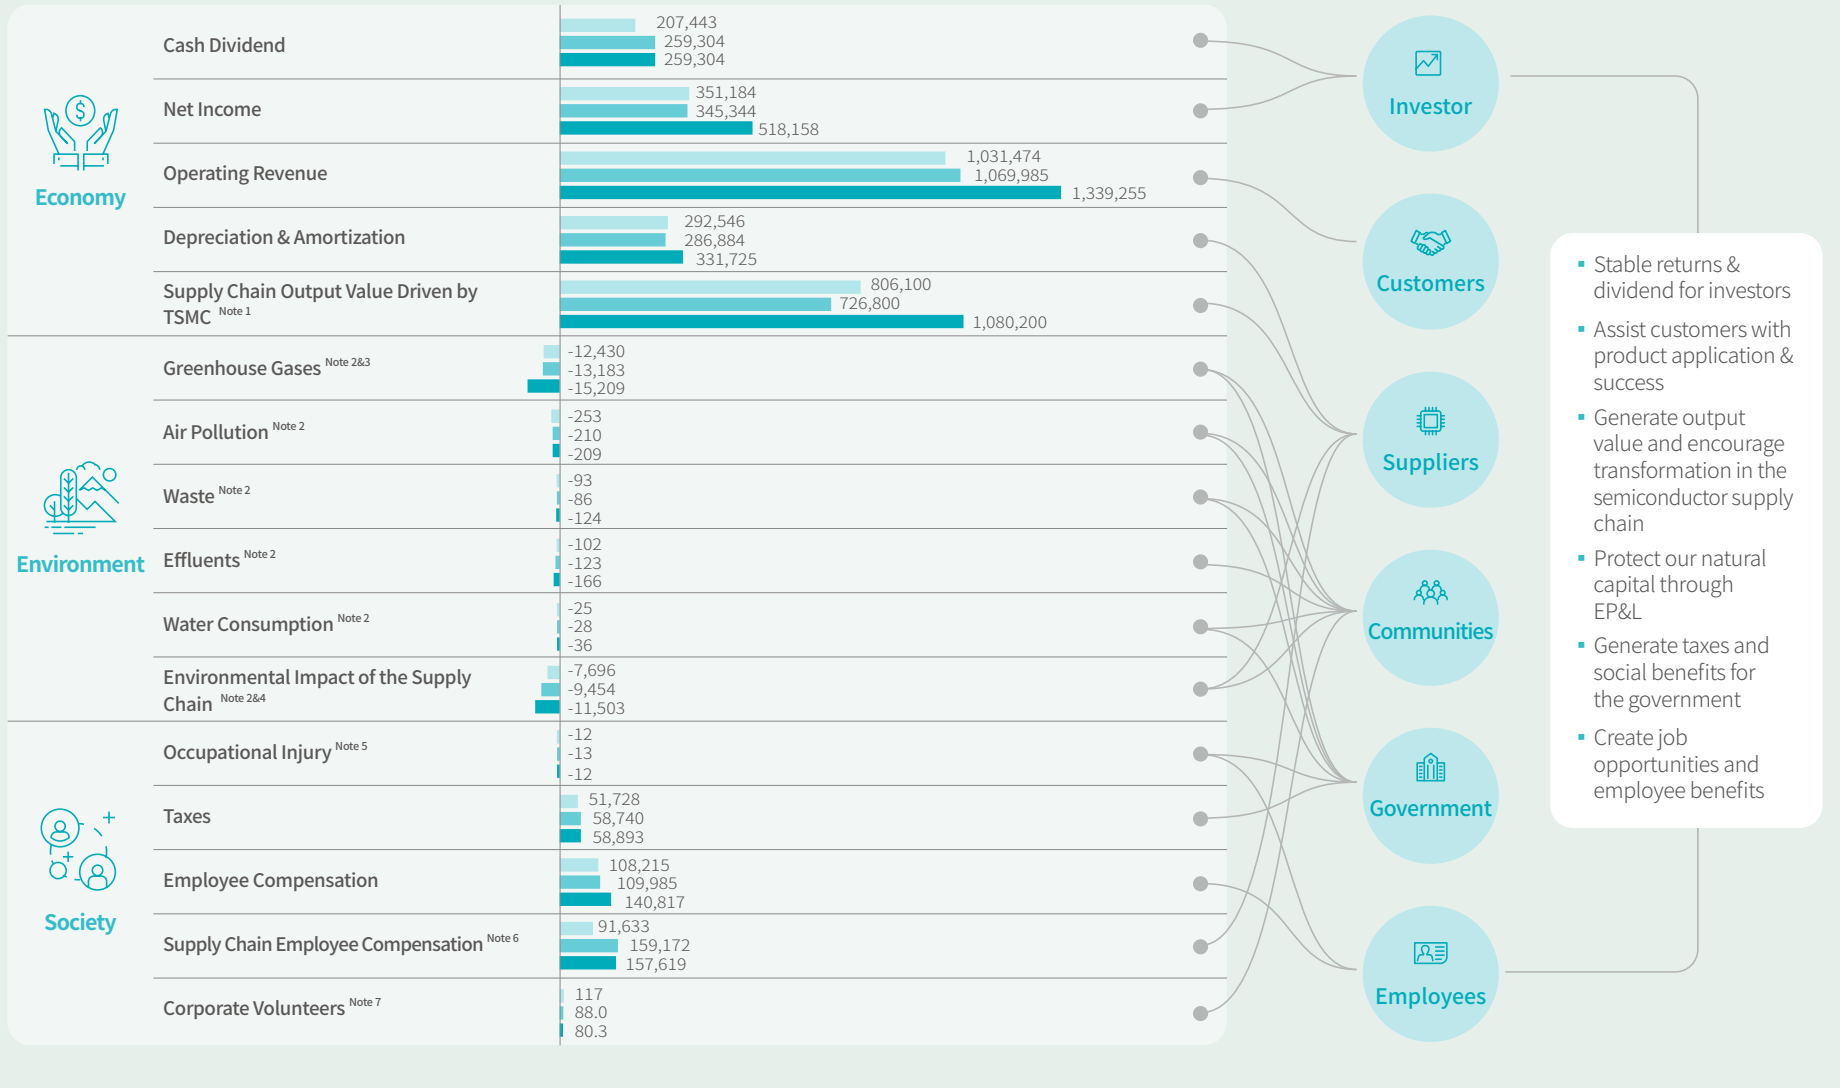 Economy
Cash Dividend
207,443
259,304
259,304
Net Income
351,184
345,344
518,158
Operating Revenue
1,031,474
1,069,985
1,339,255
Depreciation & Amortization
292,546
286,884
331,725
Supply Chain Output Value Driven by
TSMC Note 1
806,100
726,800
1,080,200
Environment
Greenhouse Gases Note 2&3
-12,430
-13,183
-15,209
Air Pollution Note 2
-253
-210
-209
Waste Note 2
-93
-86
-124
Effluents Note 2
-102
-123
-166
Water Consumption Note 2
-25
-28
-36
Environmental Impact of the Supply
Chain Note 2&4
-7,696
-9,454
-11,503
Society
Occupational Injury Note 5
-12
-13
-12
Taxes
51,728
58,740
58,893
Employee Compensation
108,215
109,985
140,817
Supply Chain Employee Compensation Note 6
91,633
159,172
157,619
Corporate Volunteers Note 7
117
88.0
80.3
Investor
Customers
Suppliers
Communities
Government
Employees
▪ Stable returns &
dividend for investors
▪ Assist customers with
product application &
success
▪ Generate output
value and encourage
transformation in the
semiconductor supply
chain
▪ Protect our natural
capital through
EP&L
▪ Generate taxes and
social benefits for
the government
▪ Create job
opportunities and
employee benefits